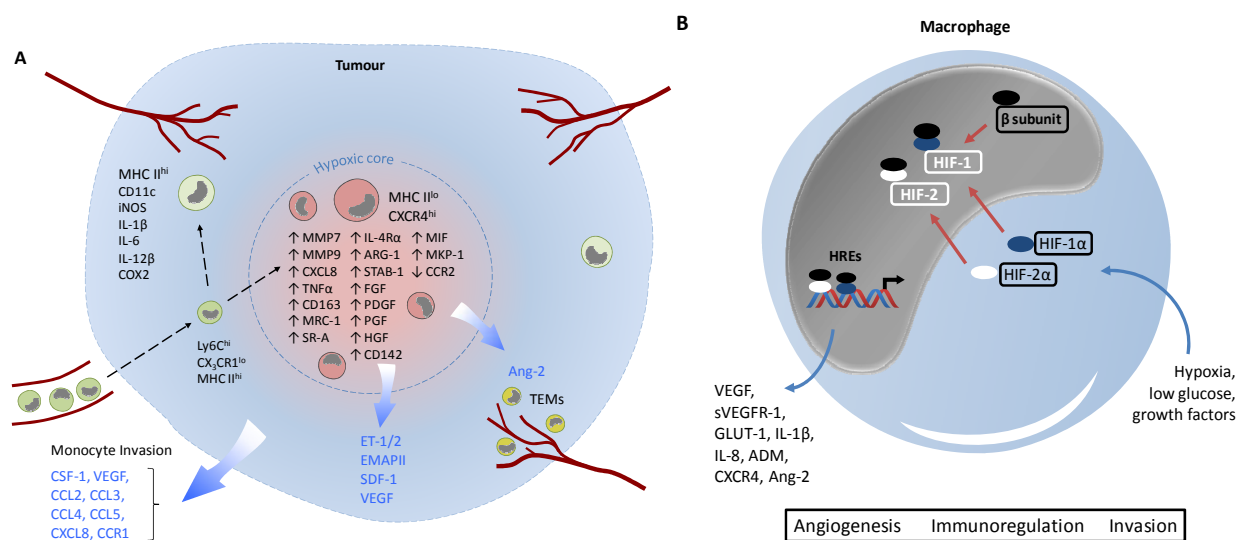 A
Tumour
Hypoxic core
MHC IIhi
CD11c
iNOS
IL-1β
IL-6
IL-12β
COX2
MHC IIlo
CXCR4hi
↑ MMP7
↑ MMP9
↑ CXCL8
↑ TNFα
↑ CD163
↑ MRC-1
↑ SR-A
↑ IL-4Rα
↑ ARG-1
↑ STAB-1
↑ FGF
↑ PDGF
↑ PGF
↑ HGF
↑ CD142
↑ MIF
↑ MKP-1
↓ CCR2
Ly6Chi
CX3CR1lo
MHC IIhi
Ang-2
TEMs
ET-1/2
EMAPII
SDF-1
VEGF
Monocyte Invasion
CSF-1, VEGF,
CCL2, CCL3,
CCL4, CCL5,
CXCL8, CCR1
B
Macrophage
β subunit
HIF-1
HIF-2
HIF-1α
HIF-2α
HREs
Hypoxia,
low glucose,
growth factors
VEGF,
sVEGFR-1,
GLUT-1, IL-1β,
IL-8, ADM,
CXCR4, Ang-2
Angiogenesis Immunoregulation Invasion